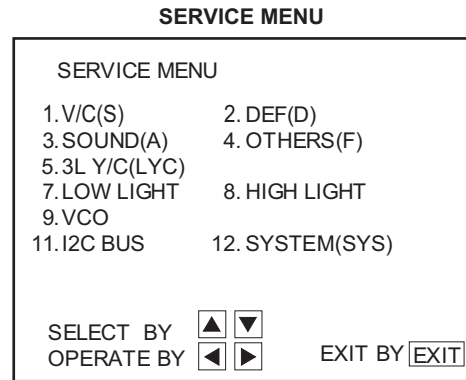 SERVICE MENU
SERVICE MENU
1. V/C(S) 2. DEF(D)
3. SOUND(A) 4. OTHERS(F)
5. 3L Y/C(LYC)
7. LOW LIGHT 8. HIGH LIGHT
9. VCO
11. I2C BUS 12. SYSTEM(SYS)
SELECT BY ▲ ▼
OPERATE BY ◀ ▶ EXIT BY EXIT